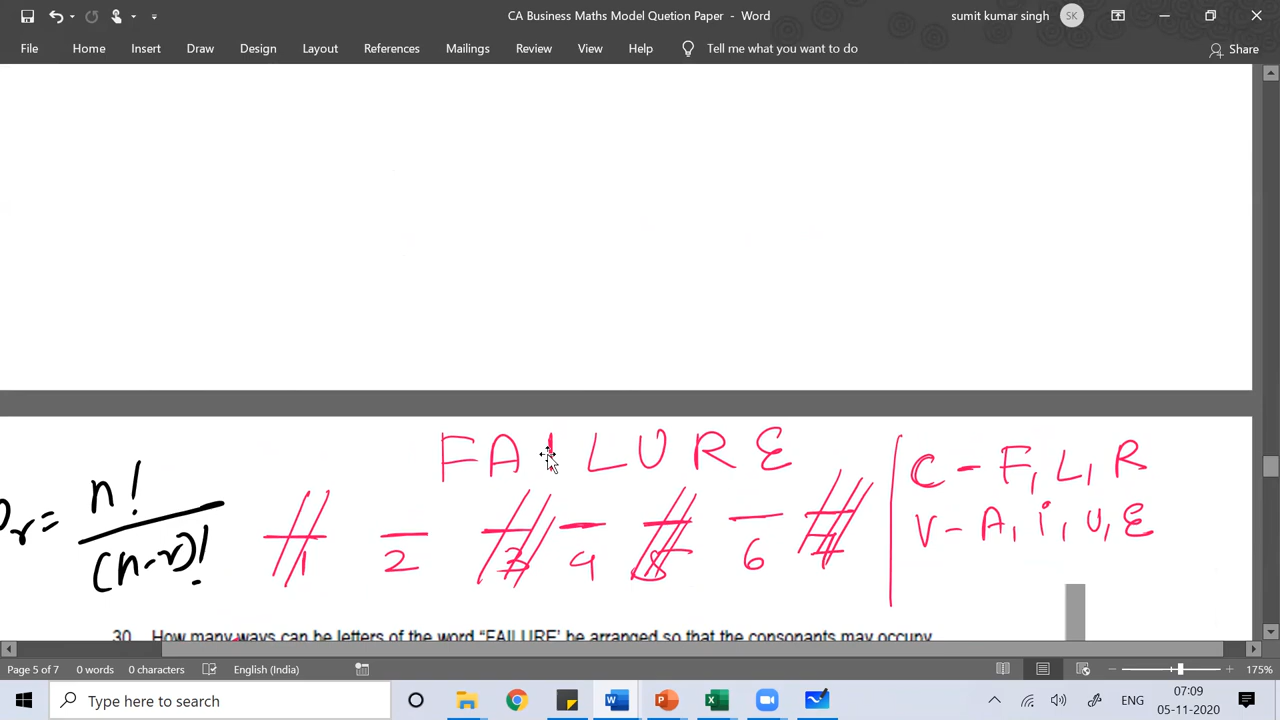 CA Business Maths Model Quetion Paper - Word
sumit kumar singh
SK
File Home Insert Draw Design Layout References Mailings Review View Help Tell me what you want to do
Share
F A I L U R E
C - F, L, R
V - A, i, U, E
r = n! / (n-r)!
1 2 3 4 5 6 7
30. How many ways can be letters of the word "FAILURE' be arranged so that the consonants may occupy
Page 5 of 7 0 words 0 characters English (India)
175%
Type here to search
ENG
07:09
05-11-2020